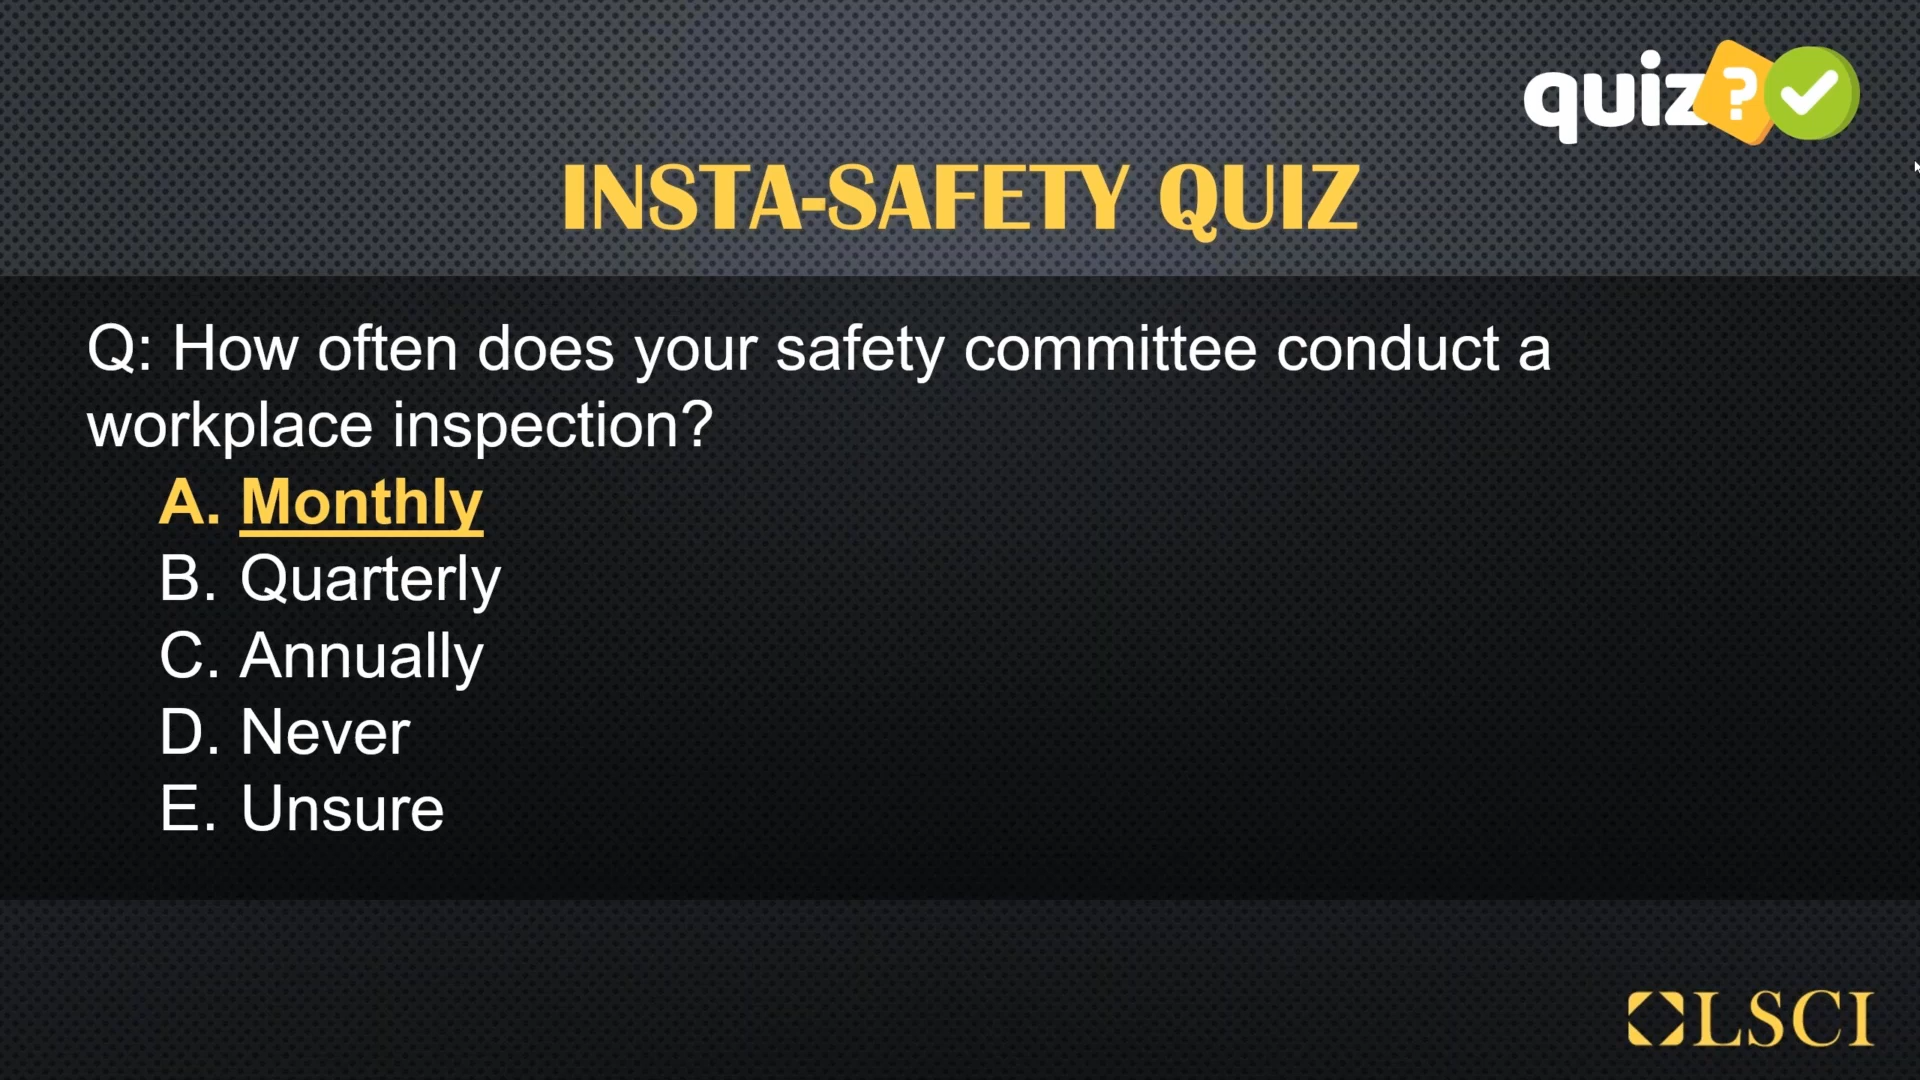 quiz?
INSTA-SAFETY QUIZ
Q: How often does your safety committee conduct a
workplace inspection?
A. Monthly
B. Quarterly
C. Annually
D. Never
E. Unsure
LSCI